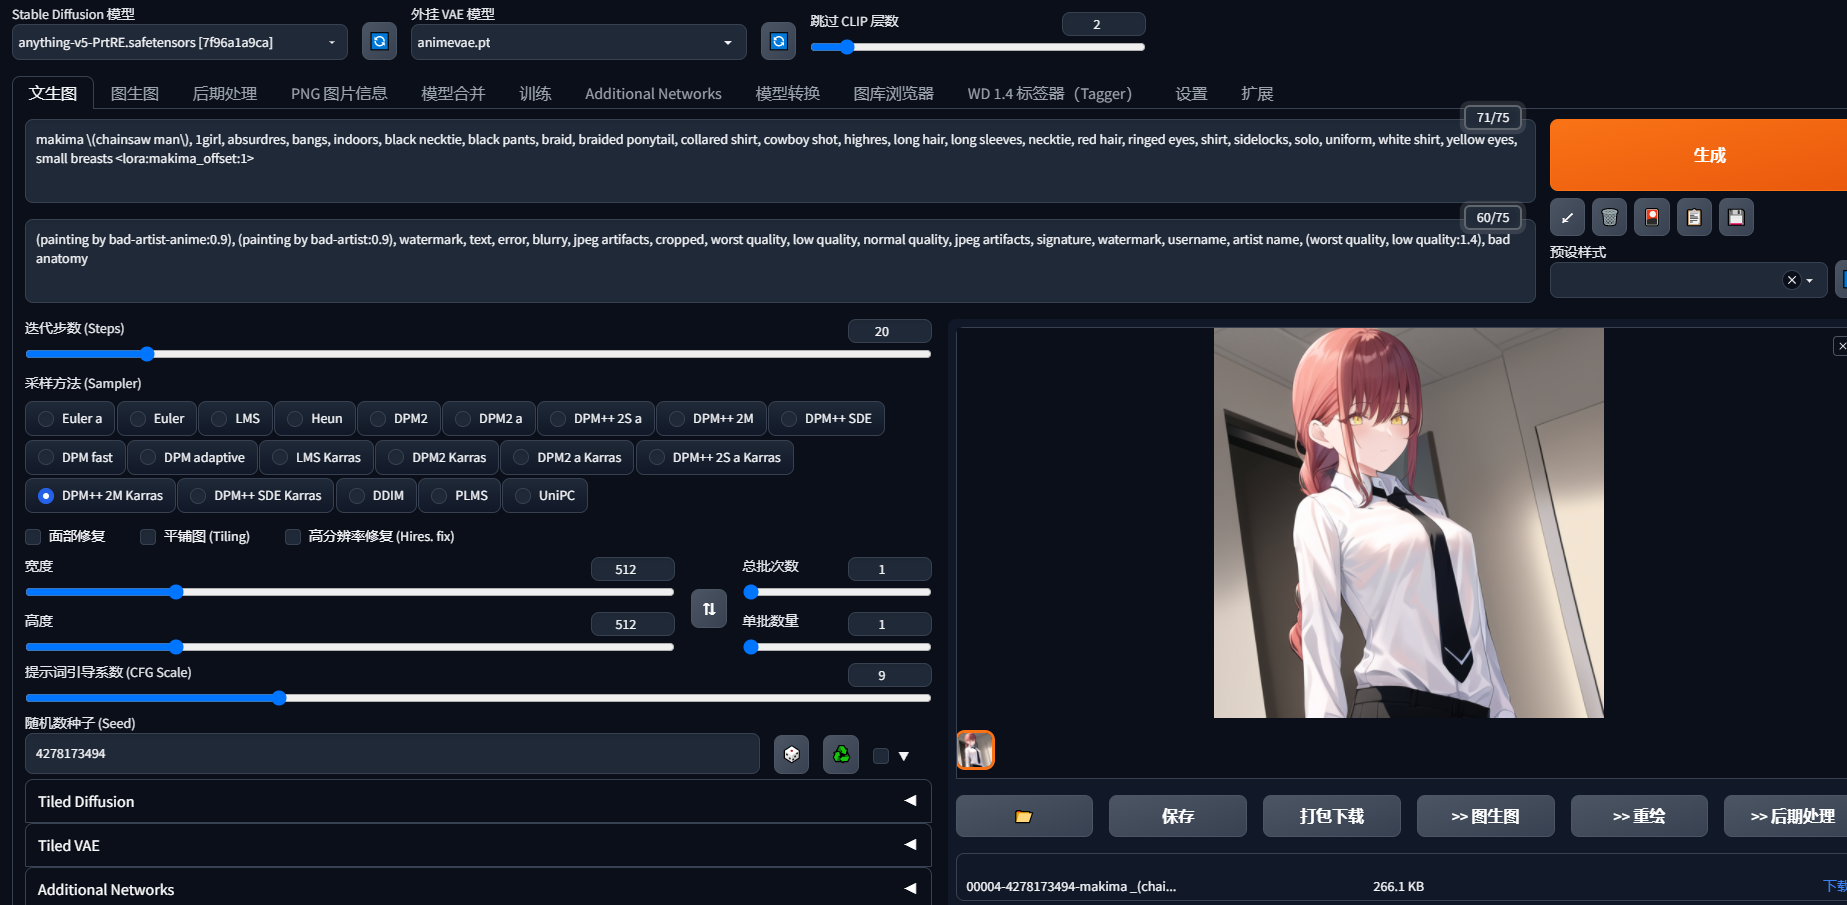 Stable Diffusion 模型
外挂 VAE 模型
跳过 CLIP 层数
2
anything-v5-PrtRE.safetensors [7f96a1a9ca]
animevae.pt
文生图
图生图
后期处理
PNG 图片信息
模型合并
训练
Additional Networks
模型转换
图库浏览器
WD 1.4 标签器（Tagger）
设置
扩展
71/75
makima \(chainsaw man\), 1girl, absurdres, bangs, indoors, black necktie, black pants, braid, braided ponytail, collared shirt, cowboy shot, highres, long hair, long sleeves, necktie, red hair, ringed eyes, shirt, sidelocks, solo, uniform, white shirt, yellow eyes,
small breasts <lora:makima_offset:1>
生成
60/75
(painting by bad-artist-anime:0.9), (painting by bad-artist:0.9), watermark, text, error, blurry, jpeg artifacts, cropped, worst quality, low quality, normal quality, jpeg artifacts, signature, watermark, username, artist name, (worst quality, low quality:1.4), bad
anatomy
预设样式
迭代步数 (Steps)
20
采样方法 (Sampler)
Euler a
Euler
LMS
Heun
DPM2
DPM2 a
DPM++ 2S a
DPM++ 2M
DPM++ SDE
DPM fast
DPM adaptive
LMS Karras
DPM2 Karras
DPM2 a Karras
DPM++ 2S a Karras
DPM++ 2M Karras
DPM++ SDE Karras
DDIM
PLMS
UniPC
面部修复
平铺图 (Tiling)
高分辨率修复 (Hires. fix)
宽度
512
总批次数
1
高度
512
单批数量
1
提示词引导系数 (CFG Scale)
9
随机数种子 (Seed)
4278173494
Tiled Diffusion
Tiled VAE
Additional Networks
保存
打包下载
>> 图生图
>> 重绘
>> 后期处理
00004-4278173494-makima _(chai...
266.1 KB
下载